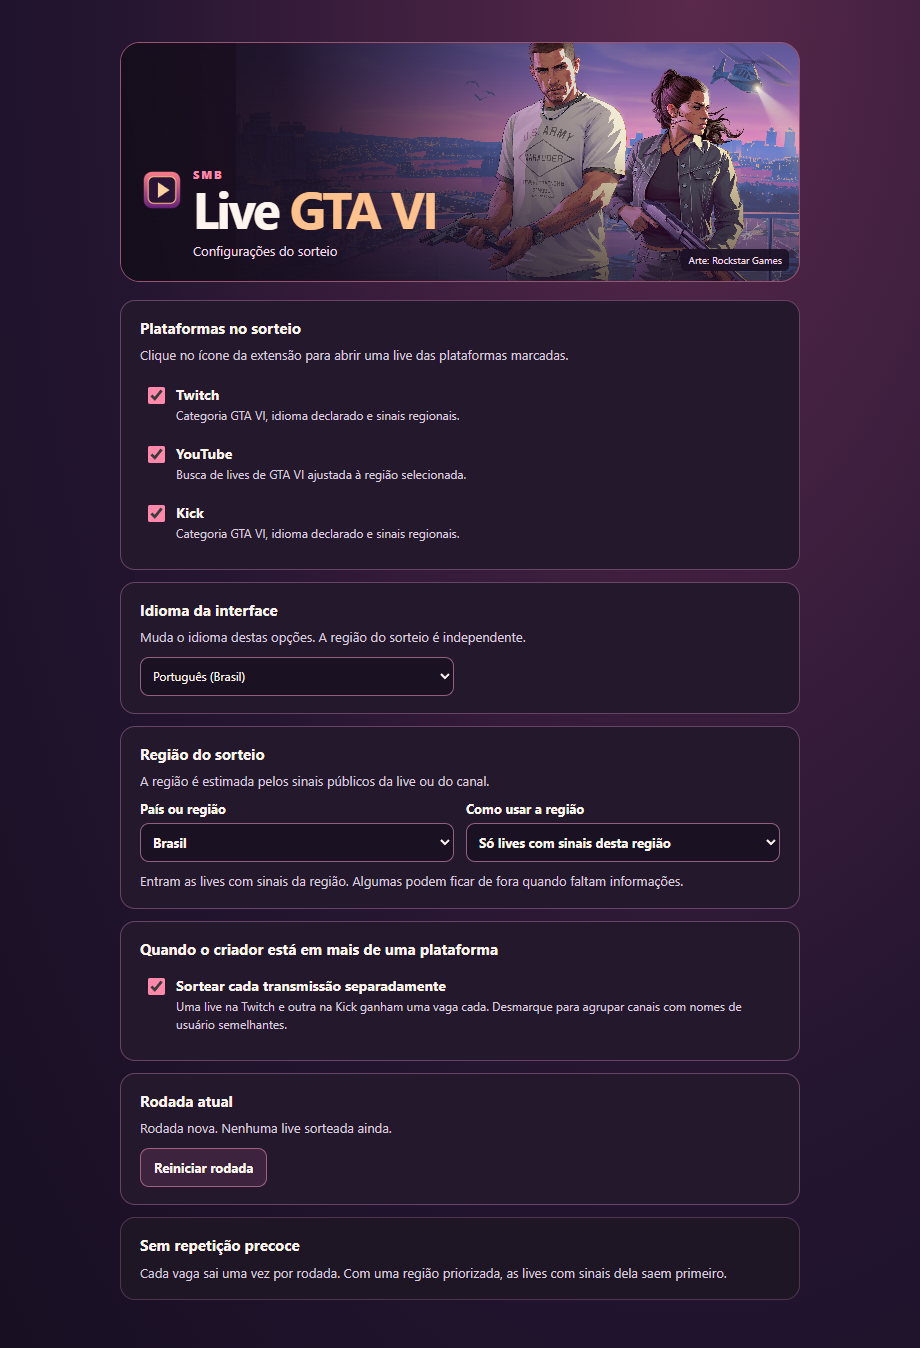 SMB
Live GTA VI
Configurações do sorteio
U.S. ARMY
MARAUDER
Arte: Rockstar Games
Plataformas no sorteio
Clique no ícone da extensão para abrir uma live das plataformas marcadas.
Twitch
Categoria GTA VI, idioma declarado e sinais regionais.
YouTube
Busca de lives de GTA VI ajustada à região selecionada.
Kick
Categoria GTA VI, idioma declarado e sinais regionais.
Idioma da interface
Muda o idioma destas opções. A região do sorteio é independente.
Português (Brasil)
Região do sorteio
A região é estimada pelos sinais públicos da live ou do canal.
País ou região
Como usar a região
Brasil
Só lives com sinais desta região
Entram as lives com sinais da região. Algumas podem ficar de fora quando faltam informações.
Quando o criador está em mais de uma plataforma
Sortear cada transmissão separadamente
Uma live na Twitch e outra na Kick ganham uma vaga cada. Desmarque para agrupar canais com nomes de
usuário semelhantes.
Rodada atual
Rodada nova. Nenhuma live sorteada ainda.
Reiniciar rodada
Sem repetição precoce
Cada vaga sai uma vez por rodada. Com uma região priorizada, as lives com sinais dela saem primeiro.